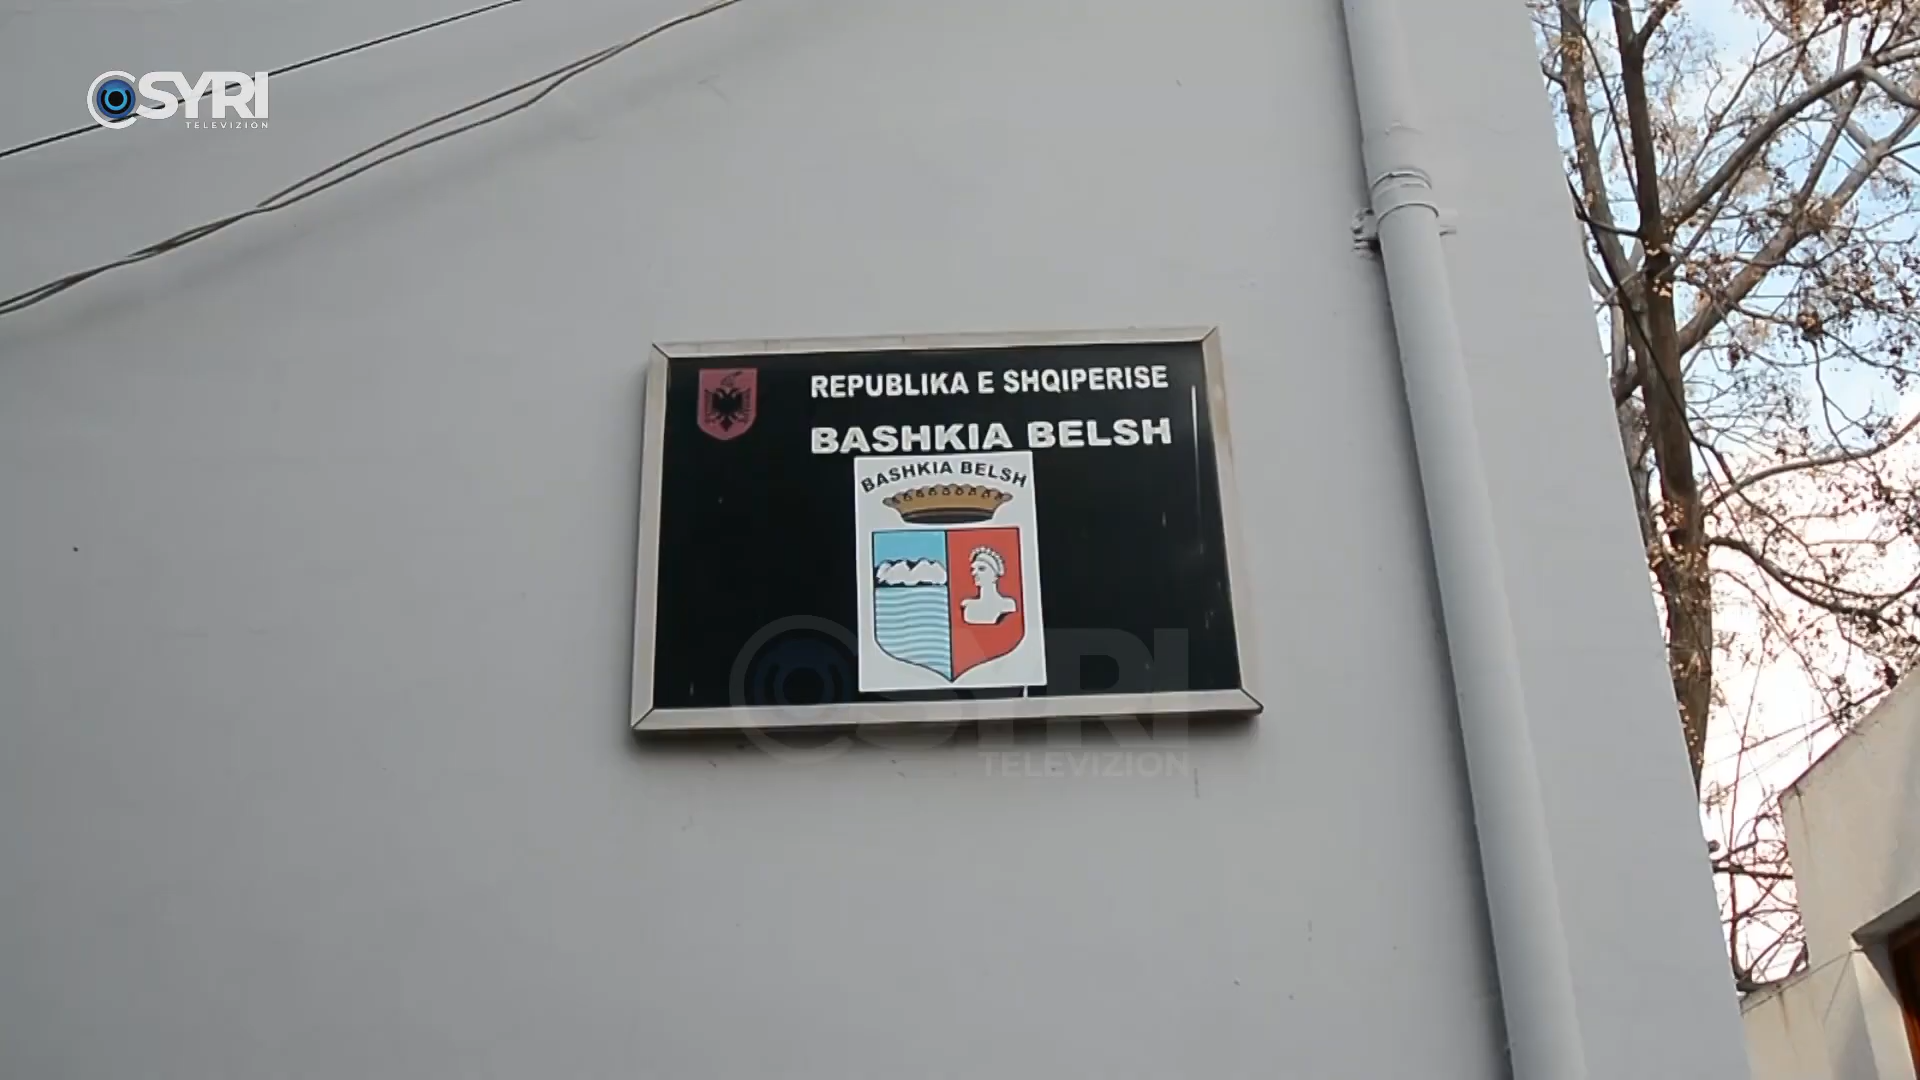 SYRI
TELEVIZION
REPUBLIKA E SHQIPERISE
BASHKIA BELSH
BASHKIA BELSH
SYRI
TELEVIZION